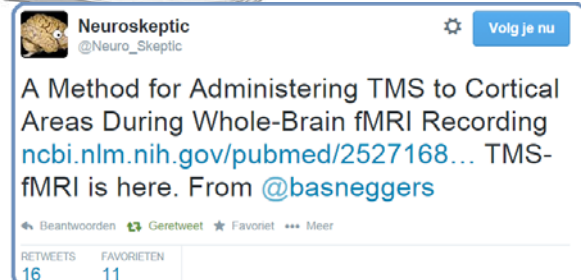 Neuroskeptic
@Neuro_Skeptic
Volg je nu
A Method for Administering TMS to Cortical
Areas During Whole-Brain fMRI Recording
ncbi.nlm.nih.gov/pubmed/2527168… TMS-
fMRI is here. From @basneggers
Beantwoorden Geretweet Favoriet ••• Meer
RETWEETS FAVORIETEN
16 11